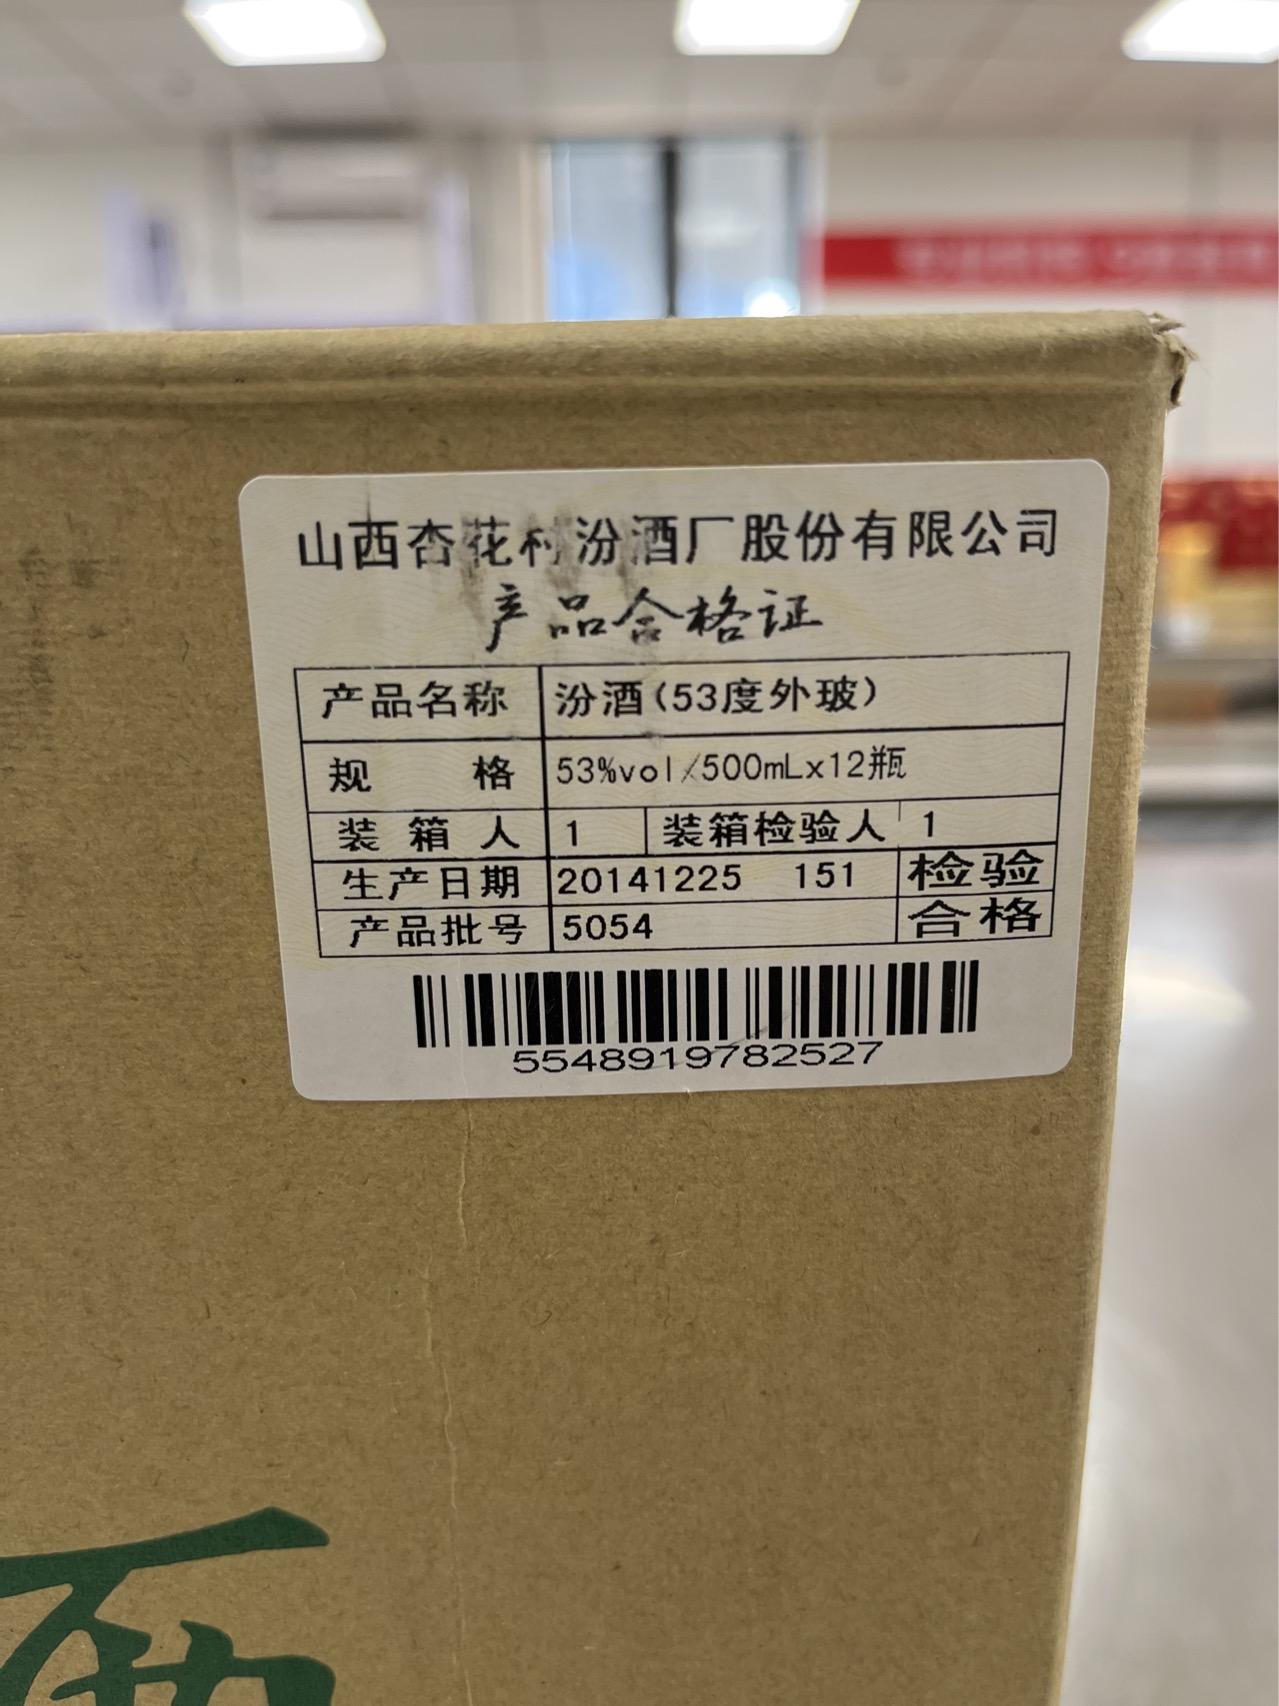 山西杏花村汾酒厂股份有限公司
产品合格证
产品名称 汾酒(53度外玻)
规 格 53%vol/500mLx12瓶
装 箱 人 1 装箱检验人 1
生产日期 20141225 151 检验
产品批号 5054 合格
5548919782527